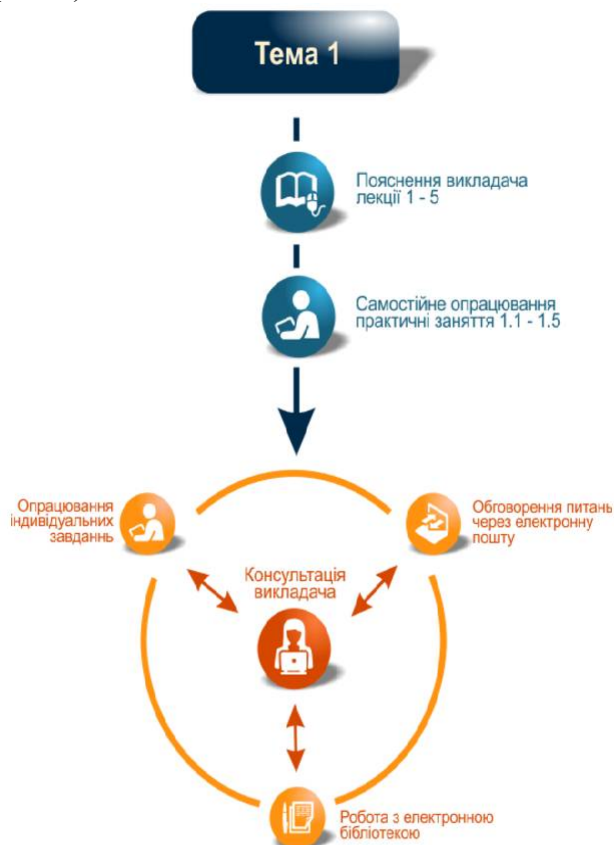 Тема 1
Пояснення викладача
лекції 1 - 5
Самостійне опрацювання
практичні заняття 1.1 - 1.5
Опрацювання
індивідуальних
завданнь
Обговорення питань
через електронну
пошту
Консультація
викладача
Робота з електронною
бібліотекою